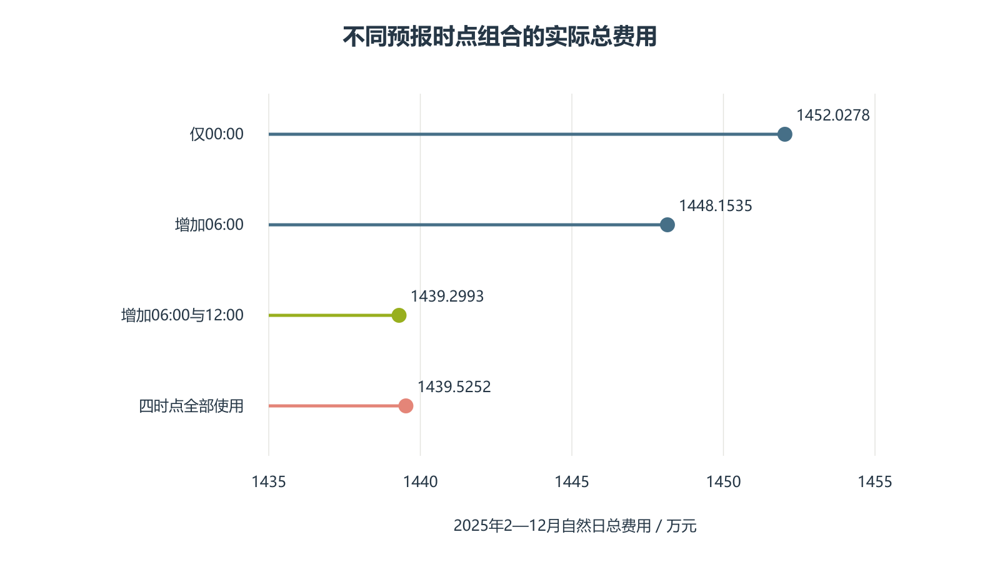 不同预报时点组合的实际总费用
仅00:00
1452.0278
增加06:00
1448.1535
增加06:00与12:00
1439.2993
四时点全部使用
1439.5252
1435 1440 1445 1450 1455
2025年2—12月自然日总费用 / 万元